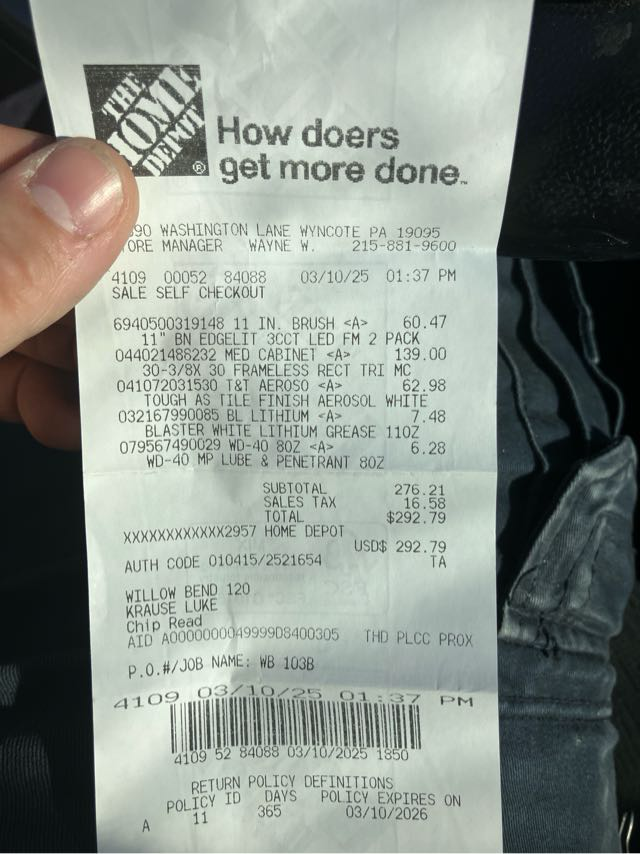 THE
HOME
DEPOT
®
How doers
get more done.™
90 WASHINGTON LANE WYNCOTE PA 19095
ORE MANAGER WAYNE W. 215-881-9600
4109 00052 84088 03/10/25 01:37 PM
SALE SELF CHECKOUT
6940500319148 11 IN. BRUSH <A> 60.47
11" BN EDGELIT 3CCT LED FM 2 PACK
044021486232 MED CABINET <A> 139.00
30-3/8X 30 FRAMELESS RECT TRI MC
041072031530 T&T AEROSO <A> 62.98
TOUGH AS TILE FINISH AEROSOL WHITE
032167990085 BL LITHIUM <A> 7.48
BLASTER WHITE LITHIUM GREASE 11OZ
079567490029 WD-40 8OZ <A> 6.28
WD-40 MP LUBE & PENETRANT 8OZ
SUBTOTAL 276.21
SALES TAX 16.58
TOTAL $292.79
XXXXXXXXXXXX2957 HOME DEPOT
USD$ 292.79
AUTH CODE 010415/2521654 TA
WILLOW BEND 120
KRAUSE LUKE
Chip Read
AID A0000000049999D8400305 THD PLCC PROX
P.O.#/JOB NAME: WB 103B
4109 03/10/25 01:37 PM
4109 52 84088 03/10/2025 1850
RETURN POLICY DEFINITIONS
POLICY ID DAYS POLICY EXPIRES ON
A 11 365 03/10/2026